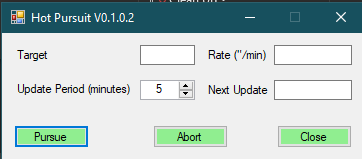 Hot Pursuit V0.1.0.2
Target Rate ("/min)
Update Period (minutes) 5 Next Update
Pursue Abort Close